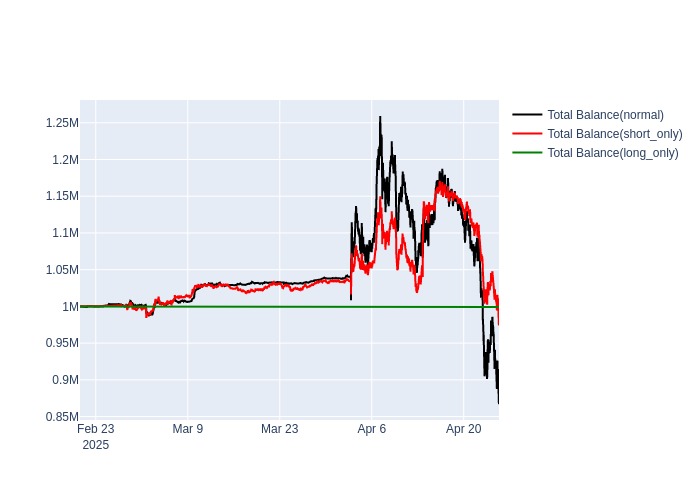 Total Balance(normal)
Total Balance(short_only)
Total Balance(long_only)
1.25M
1.2M
1.15M
1.1M
1.05M
1M
0.95M
0.9M
0.85M
Feb 23 Mar 9 Mar 23 Apr 6 Apr 20
2025